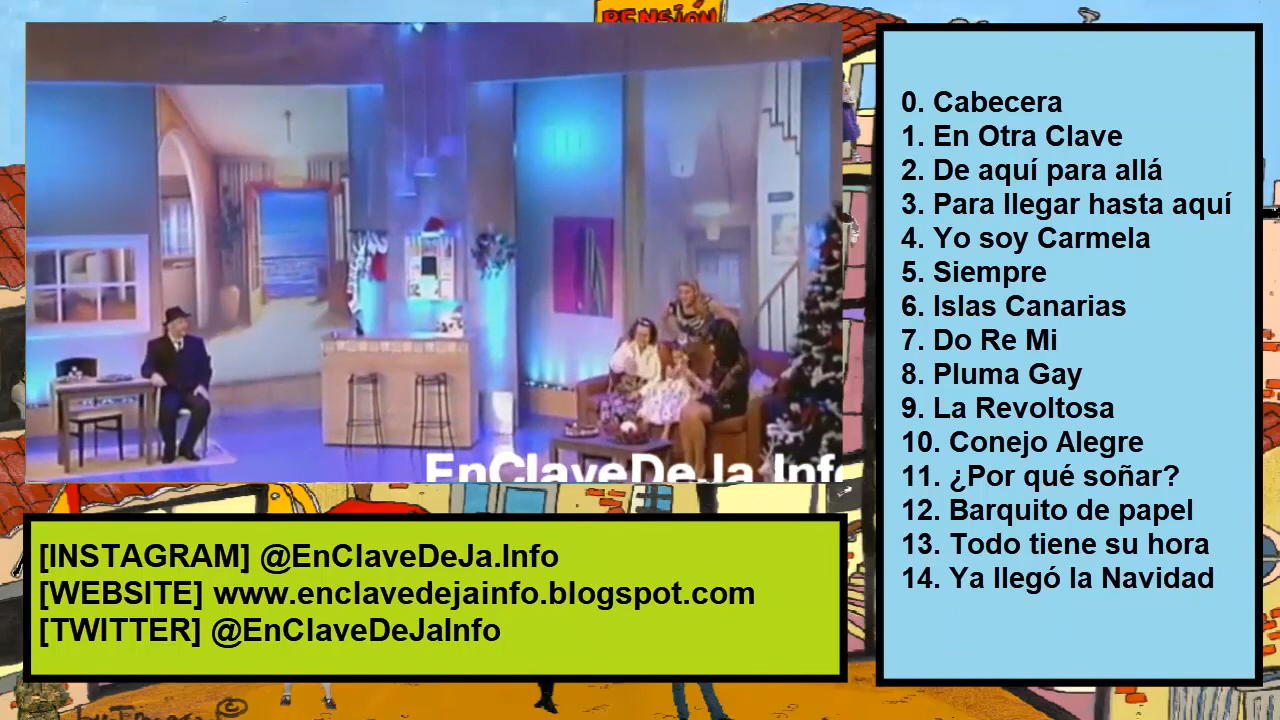 PENSIÓN
EnClaveDeJa.Info
0. Cabecera
1. En Otra Clave
2. De aquí para allá
3. Para llegar hasta aquí
4. Yo soy Carmela
5. Siempre
6. Islas Canarias
7. Do Re Mi
8. Pluma Gay
9. La Revoltosa
10. Conejo Alegre
11. ¿Por qué soñar?
12. Barquito de papel
13. Todo tiene su hora
14. Ya llegó la Navidad
[INSTAGRAM] @EnClaveDeJa.Info
[WEBSITE] www.enclavedejainfo.blogspot.com
[TWITTER] @EnClaveDeJaInfo